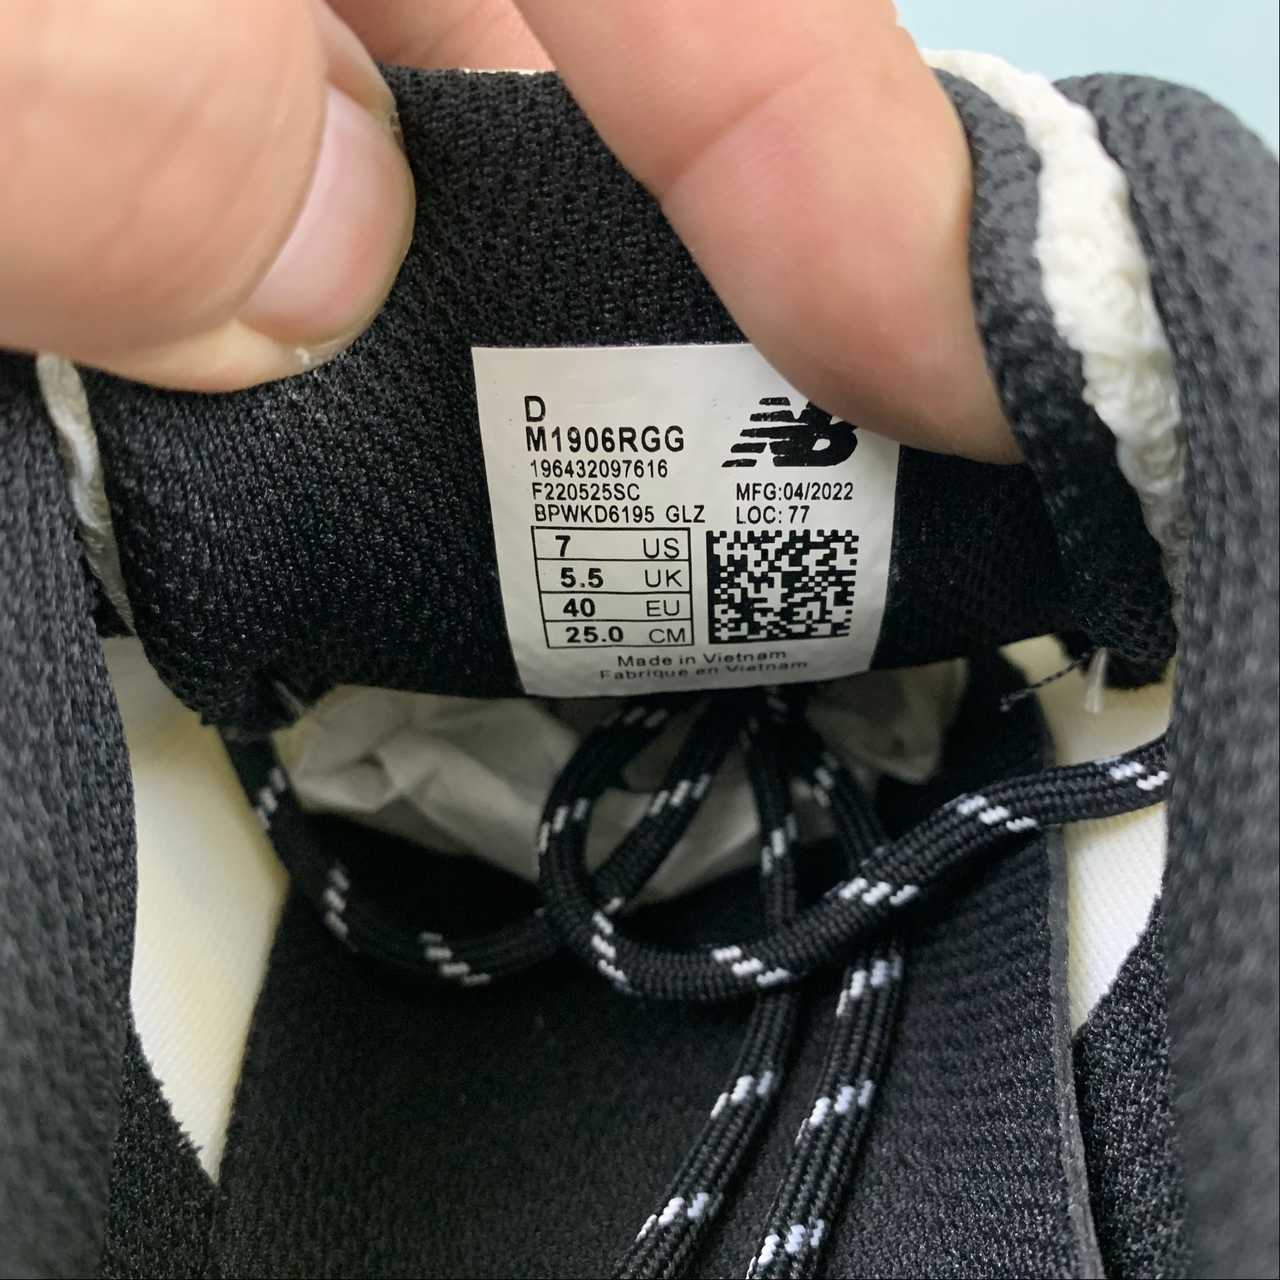 D
M1906RGG
NB
196432097616
F220525SC
MFG:04/2022
BPWKD6195 GLZ
LOC: 77
7 US
5.5 UK
40 EU
25.0 CM
Made in Vietnam
Fabrique en Vietnam